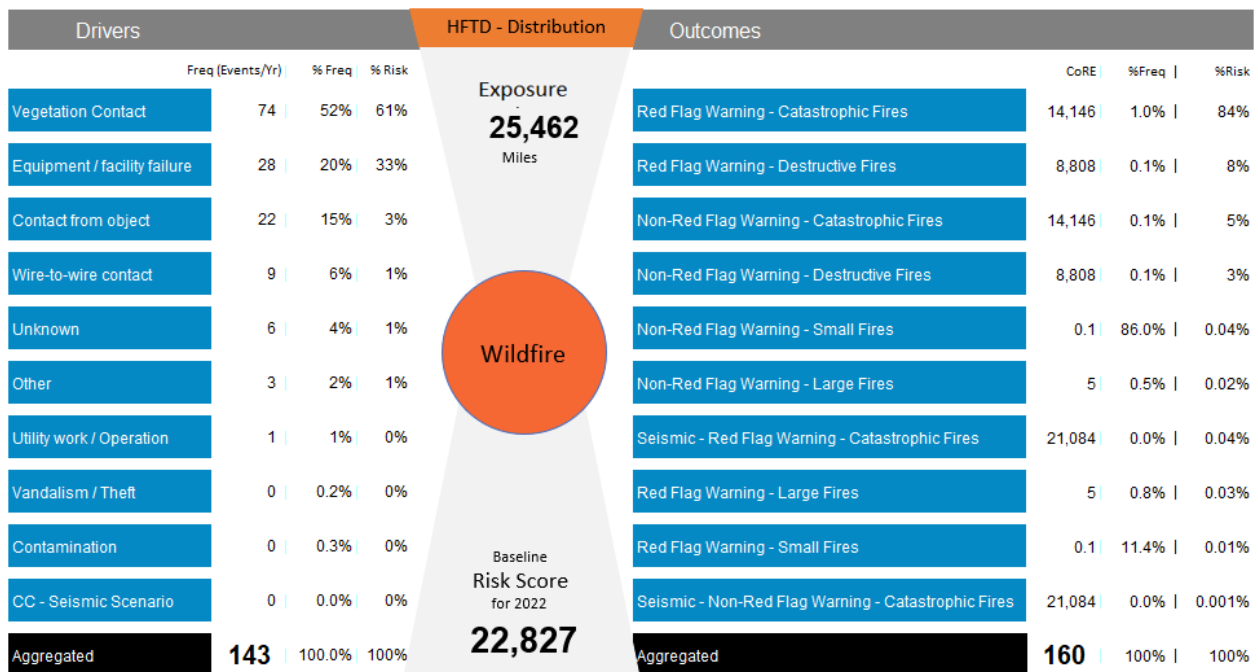 Drivers HFTD - Distribution Outcomes
Freq (Events/Yr) % Freq % Risk CoRE %Freq | %Risk
Exposure
25,462
Miles
Vegetation Contact 74 52% 61% Red Flag Warning - Catastrophic Fires 14,146 1.0% | 84%
Equipment / facility failure 28 20% 33% Red Flag Warning - Destructive Fires 8,808 0.1% | 8%
Contact from object 22 15% 3% Non-Red Flag Warning - Catastrophic Fires 14,146 0.1% | 5%
Wire-to-wire contact 9 6% 1% Non-Red Flag Warning - Destructive Fires 8,808 0.1% | 3%
Unknown 6 4% 1% Non-Red Flag Warning - Small Fires 0.1 86.0% | 0.04%
Wildfire
Other 3 2% 1% Non-Red Flag Warning - Large Fires 5 0.5% | 0.02%
Utility work / Operation 1 1% 0% Seismic - Red Flag Warning - Catastrophic Fires 21,084 0.0% | 0.04%
Vandalism / Theft 0 0.2% 0% Red Flag Warning - Large Fires 5 0.8% | 0.03%
Contamination 0 0.3% 0% Red Flag Warning - Small Fires 0.1 11.4% | 0.01%
Baseline
Risk Score
for 2022
22,827
CC - Seismic Scenario 0 0.0% 0% Seismic - Non-Red Flag Warning - Catastrophic Fires 21,084 0.0% | 0.001%
Aggregated 143 100.0% 100% Aggregated 160 100% | 100%